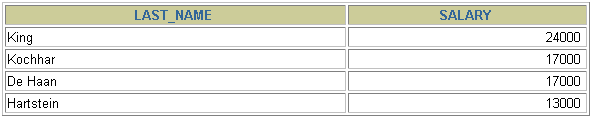 LAST_NAME SALARY
King 24000
Kochhar 17000
De Haan 17000
Hartstein 13000